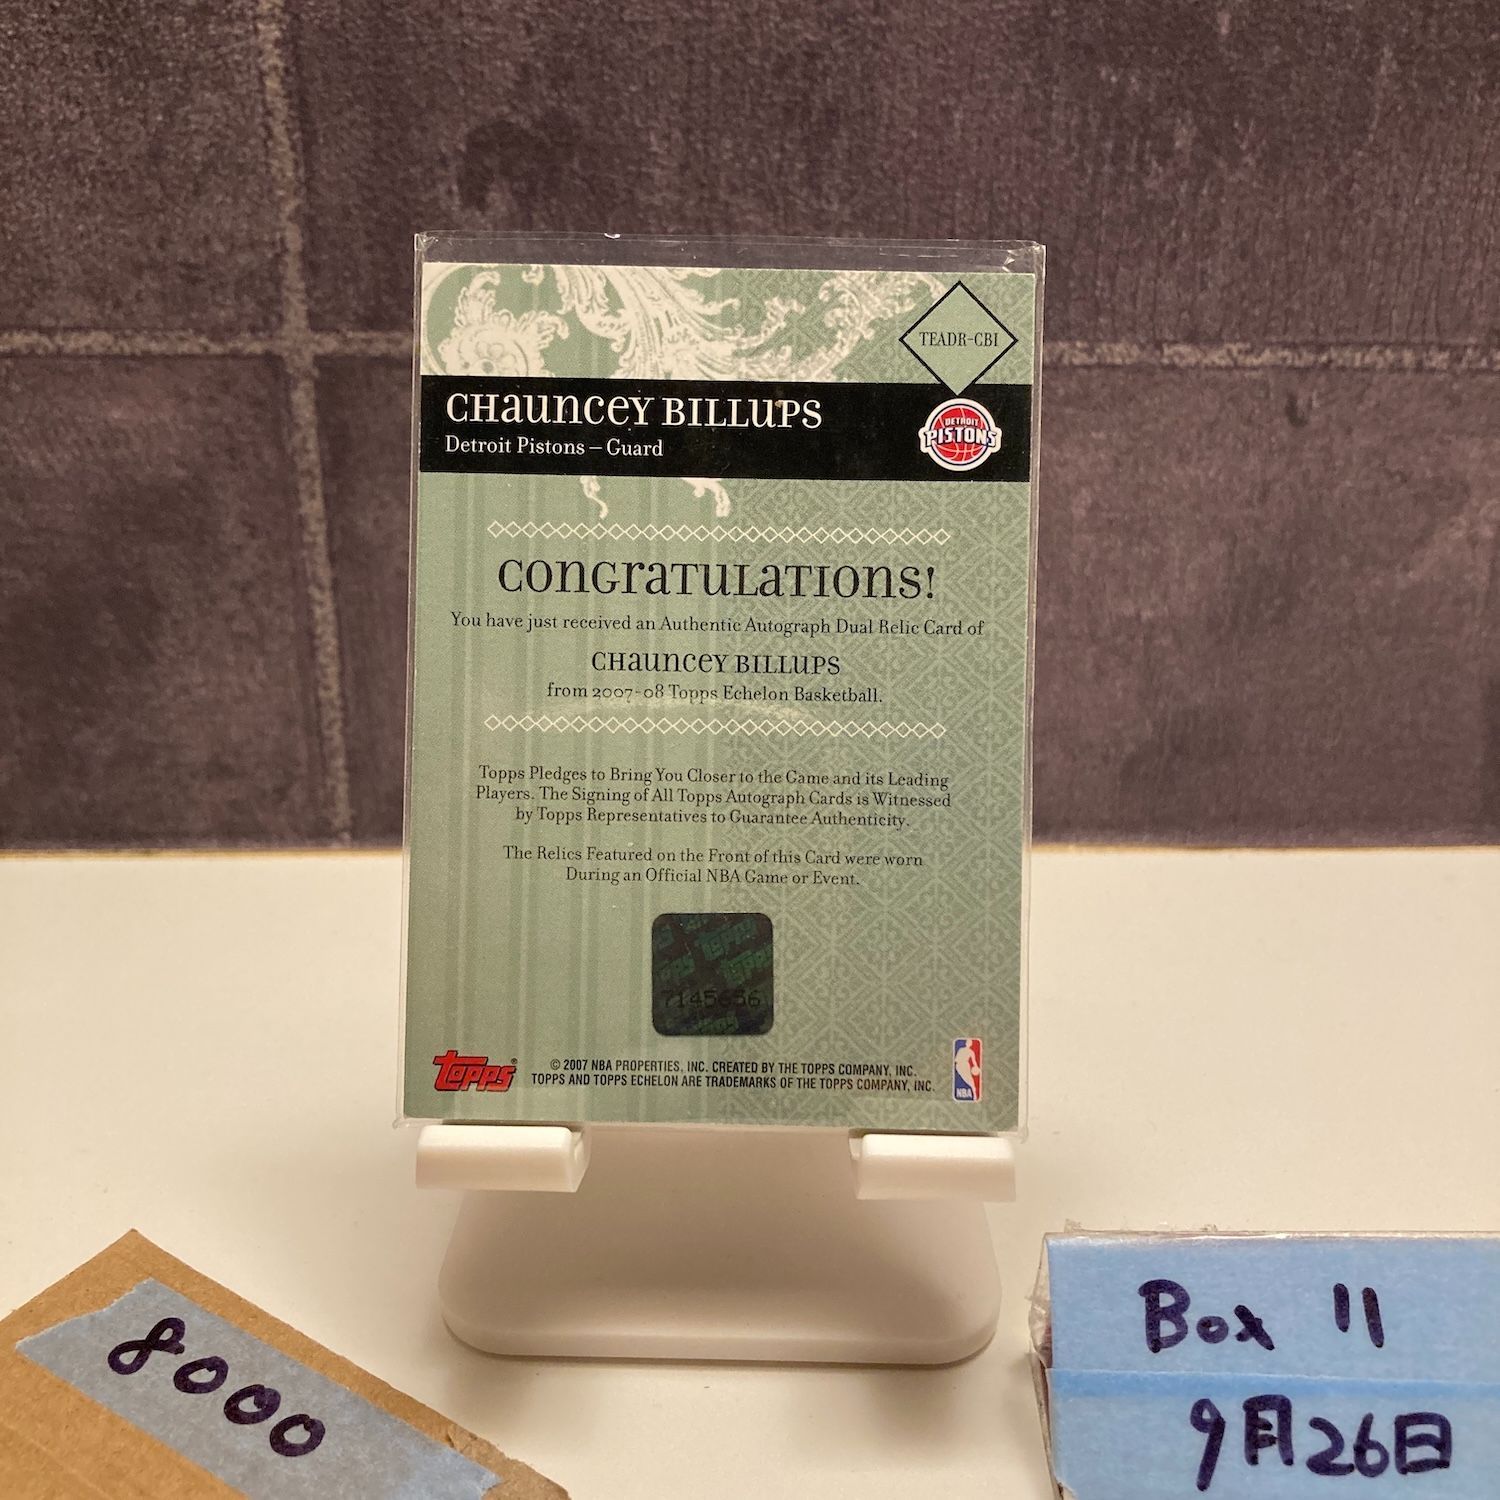 TEADR-CBI
CHAUNCEY BILLUPS
Detroit Pistons – Guard
DETROIT
PISTONS
CONGRATULATIONS!
You have just received an Authentic Autograph Dual Relic Card of
CHAUNCEY BILLUPS
from 2007-08 Topps Echelon Basketball.
Topps Pledges to Bring You Closer to the Game and its Leading
Players. The Signing of All Topps Autograph Cards is Witnessed
by Topps Representatives to Guarantee Authenticity.
The Relics Featured on the Front of this Card were worn
During an Official NBA Game or Event.
topps
Topps®
© 2007 NBA PROPERTIES, INC. CREATED BY THE TOPPS COMPANY, INC.
TOPPS AND TOPPS ECHELON ARE TRADEMARKS OF THE TOPPS COMPANY, INC.
NBA
8000
Box 11
9月26日